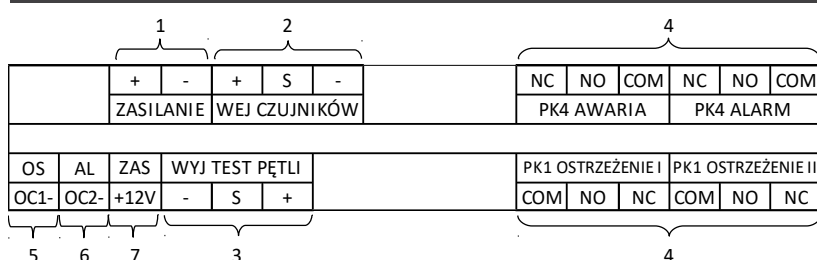 1 2 4
+ - + S - NC NO COM NC NO COM
ZASILANIE WEJ CZUJNIKÓW PK4 AWARIA PK4 ALARM
OS AL ZAS WYJ TEST PĘTLI PK1 OSTRZEŻENIE I PK1 OSTRZEŻENIE II
OC1- OC2- +12V - S + COM NO NC COM NO NC
5 6 7 3 4